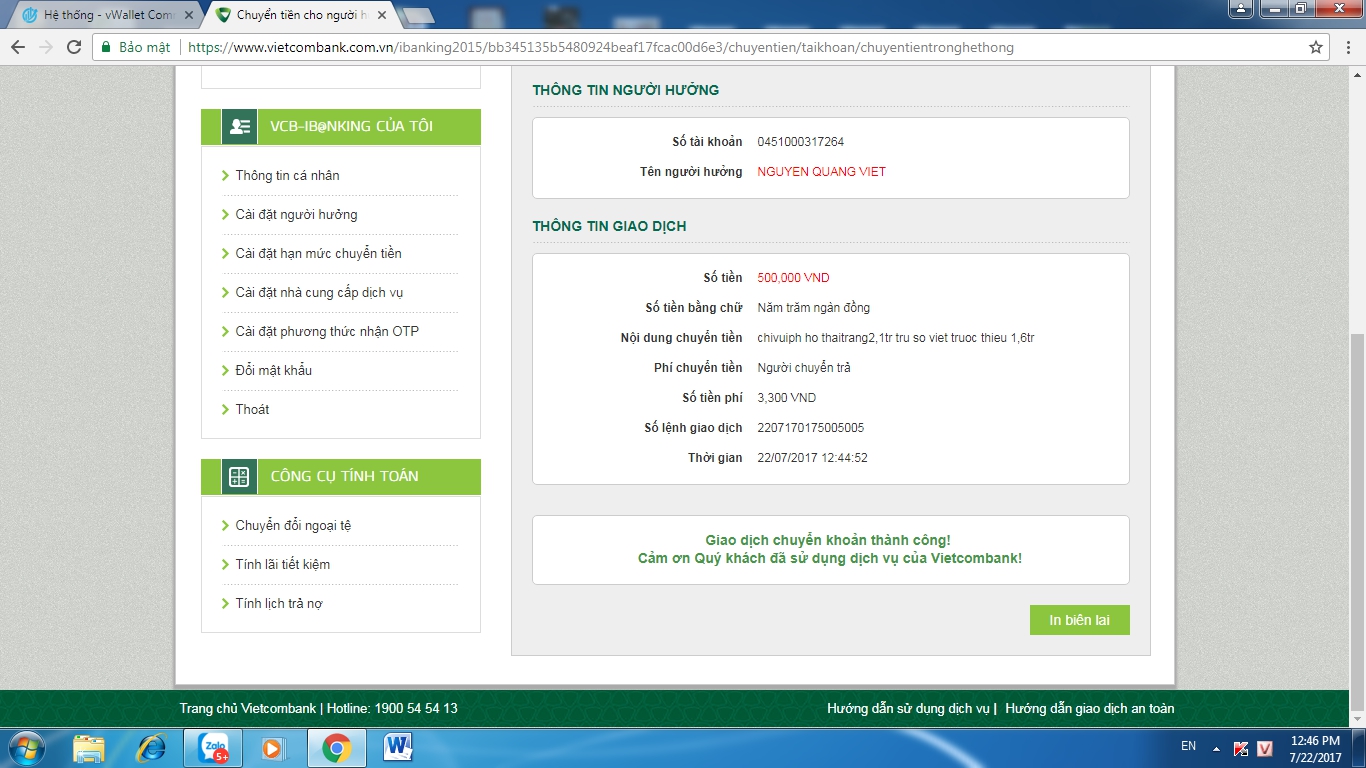 Hệ thống - vWallet Com
Chuyển tiền cho người h
Bảo mật
https://www.vietcombank.com.vn/ibanking2015/bb345135b5480924beaf17fcac00d6e3/chuyentien/taikhoan/chuyentientronghethong
VCB-IB@NKING CỦA TÔI
Thông tin cá nhân
Cài đặt người hưởng
Cài đặt hạn mức chuyển tiền
Cài đặt nhà cung cấp dịch vụ
Cài đặt phương thức nhận OTP
Đổi mật khẩu
Thoát
CÔNG CỤ TÍNH TOÁN
Chuyển đổi ngoại tệ
Tính lãi tiết kiệm
Tính lịch trả nợ
THÔNG TIN NGƯỜI HƯỞNG
Số tài khoản 0451000317264
Tên người hưởng NGUYEN QUANG VIET
THÔNG TIN GIAO DỊCH
Số tiền 500,000 VND
Số tiền bằng chữ Năm trăm ngàn đồng
Nội dung chuyển tiền chivuiph ho thaitrang2,1tr tru so viet truoc thieu 1,6tr
Phí chuyển tiền Người chuyển trả
Số tiền phí 3,300 VND
Số lệnh giao dịch 2207170175005005
Thời gian 22/07/2017 12:44:52
Giao dịch chuyển khoản thành công!
Cảm ơn Quý khách đã sử dụng dịch vụ của Vietcombank!
In biên lai
Trang chủ Vietcombank | Hotline: 1900 54 54 13
Hướng dẫn sử dụng dịch vụ | Hướng dẫn giao dịch an toàn
Zalo
5+
EN
12:46 PM
7/22/2017